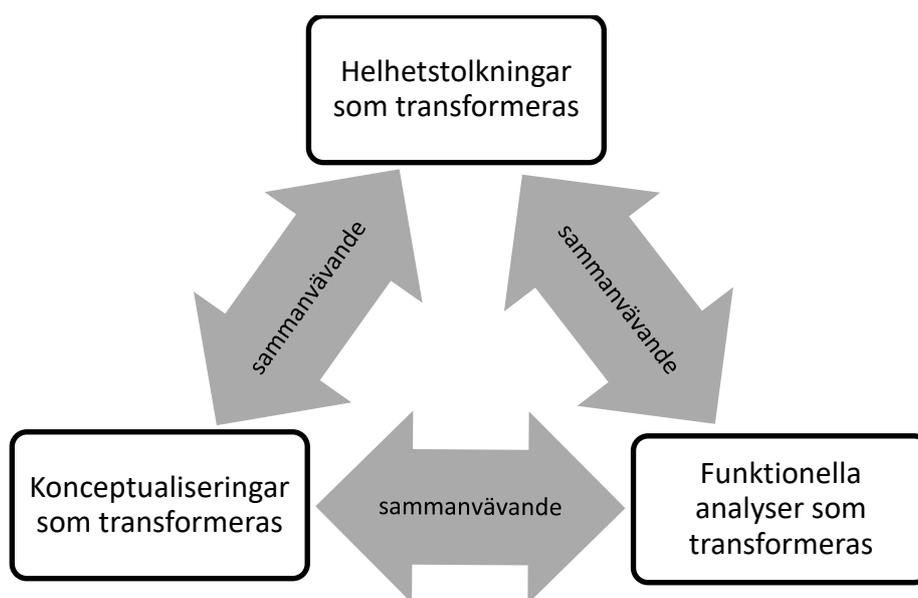 Helhetstolkningar
som transformeras
sammanvävande
sammanvävande
Konceptualiseringar
som transformeras
sammanvävande
Funktionella
analyser som
transformeras